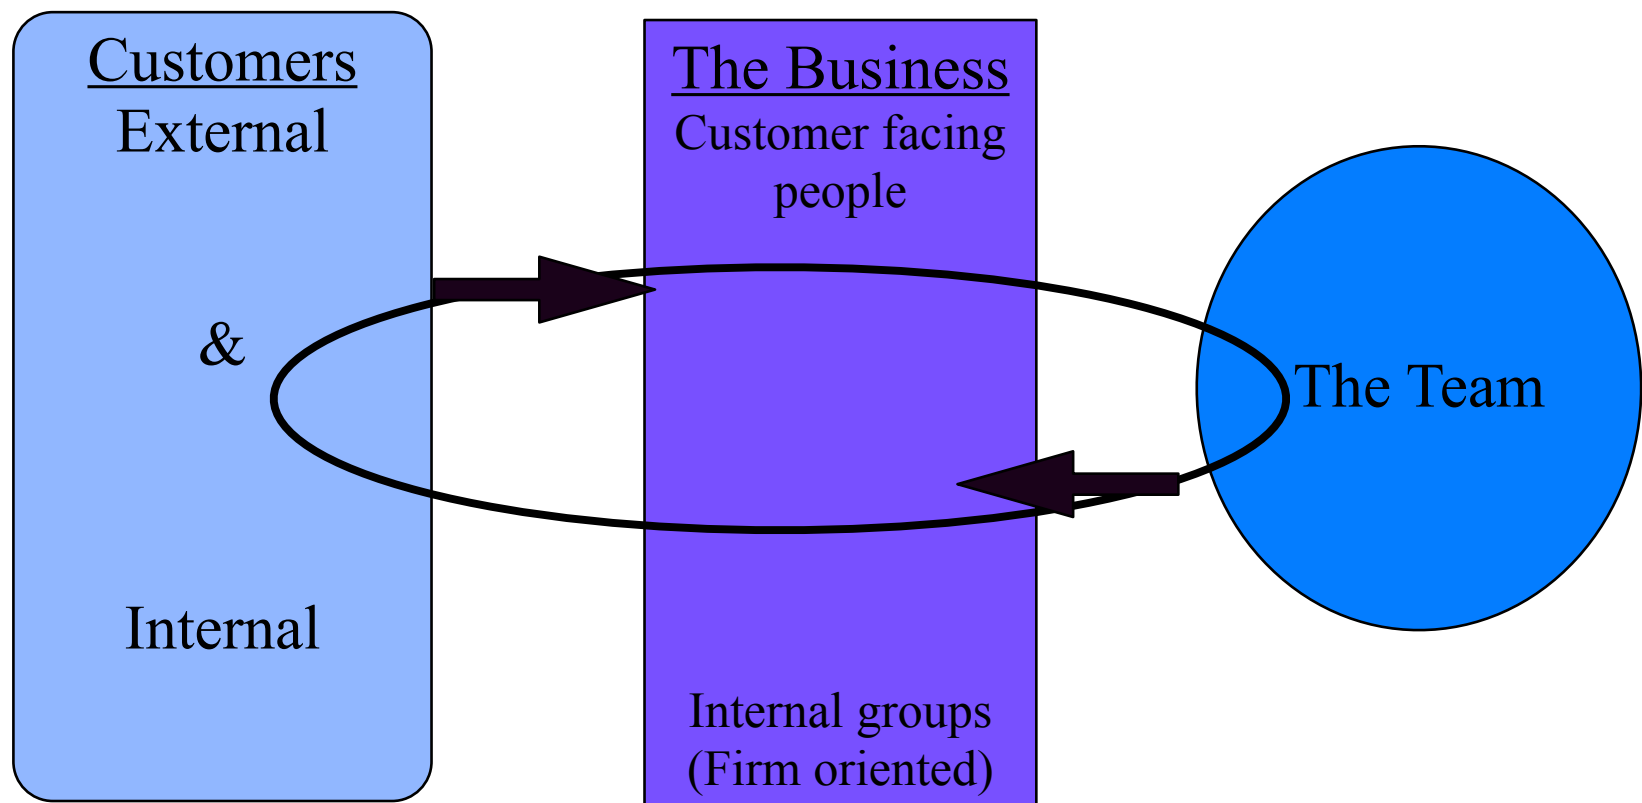 Customers
External
&
Internal
The Business
Customer facing
people
Internal groups
(Firm oriented)
The Team